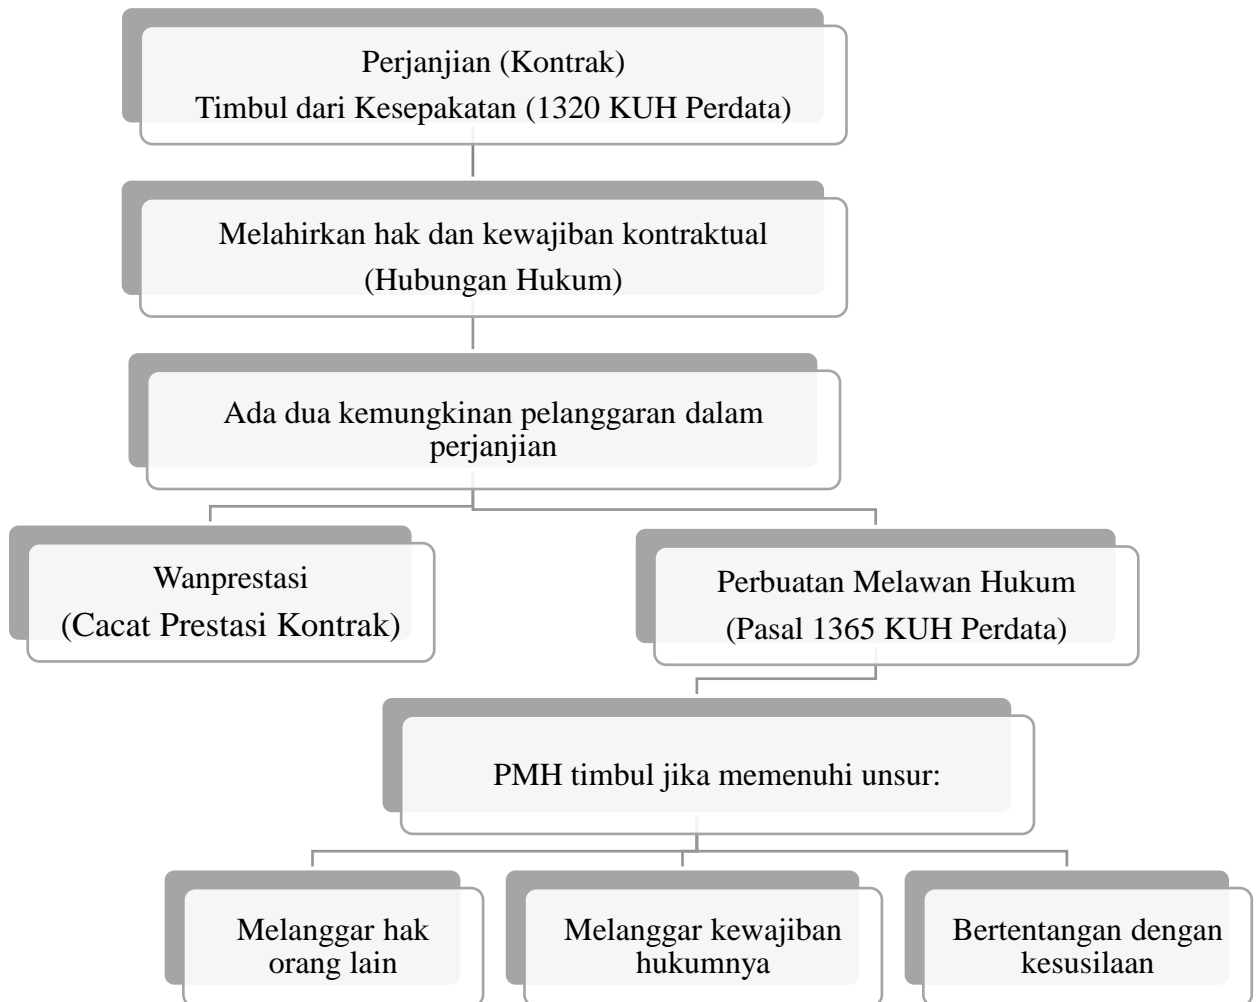 Perjanjian (Kontrak)
Timbul dari Kesepakatan (1320 KUH Perdata)
Melahirkan hak dan kewajiban kontraktual
(Hubungan Hukum)
Ada dua kemungkinan pelanggaran dalam
perjanjian
Wanprestasi
(Cacat Prestasi Kontrak)
Perbuatan Melawan Hukum
(Pasal 1365 KUH Perdata)
PMH timbul jika memenuhi unsur:
Melanggar hak
orang lain
Melanggar kewajiban
hukumnya
Bertentangan dengan
kesusilaan